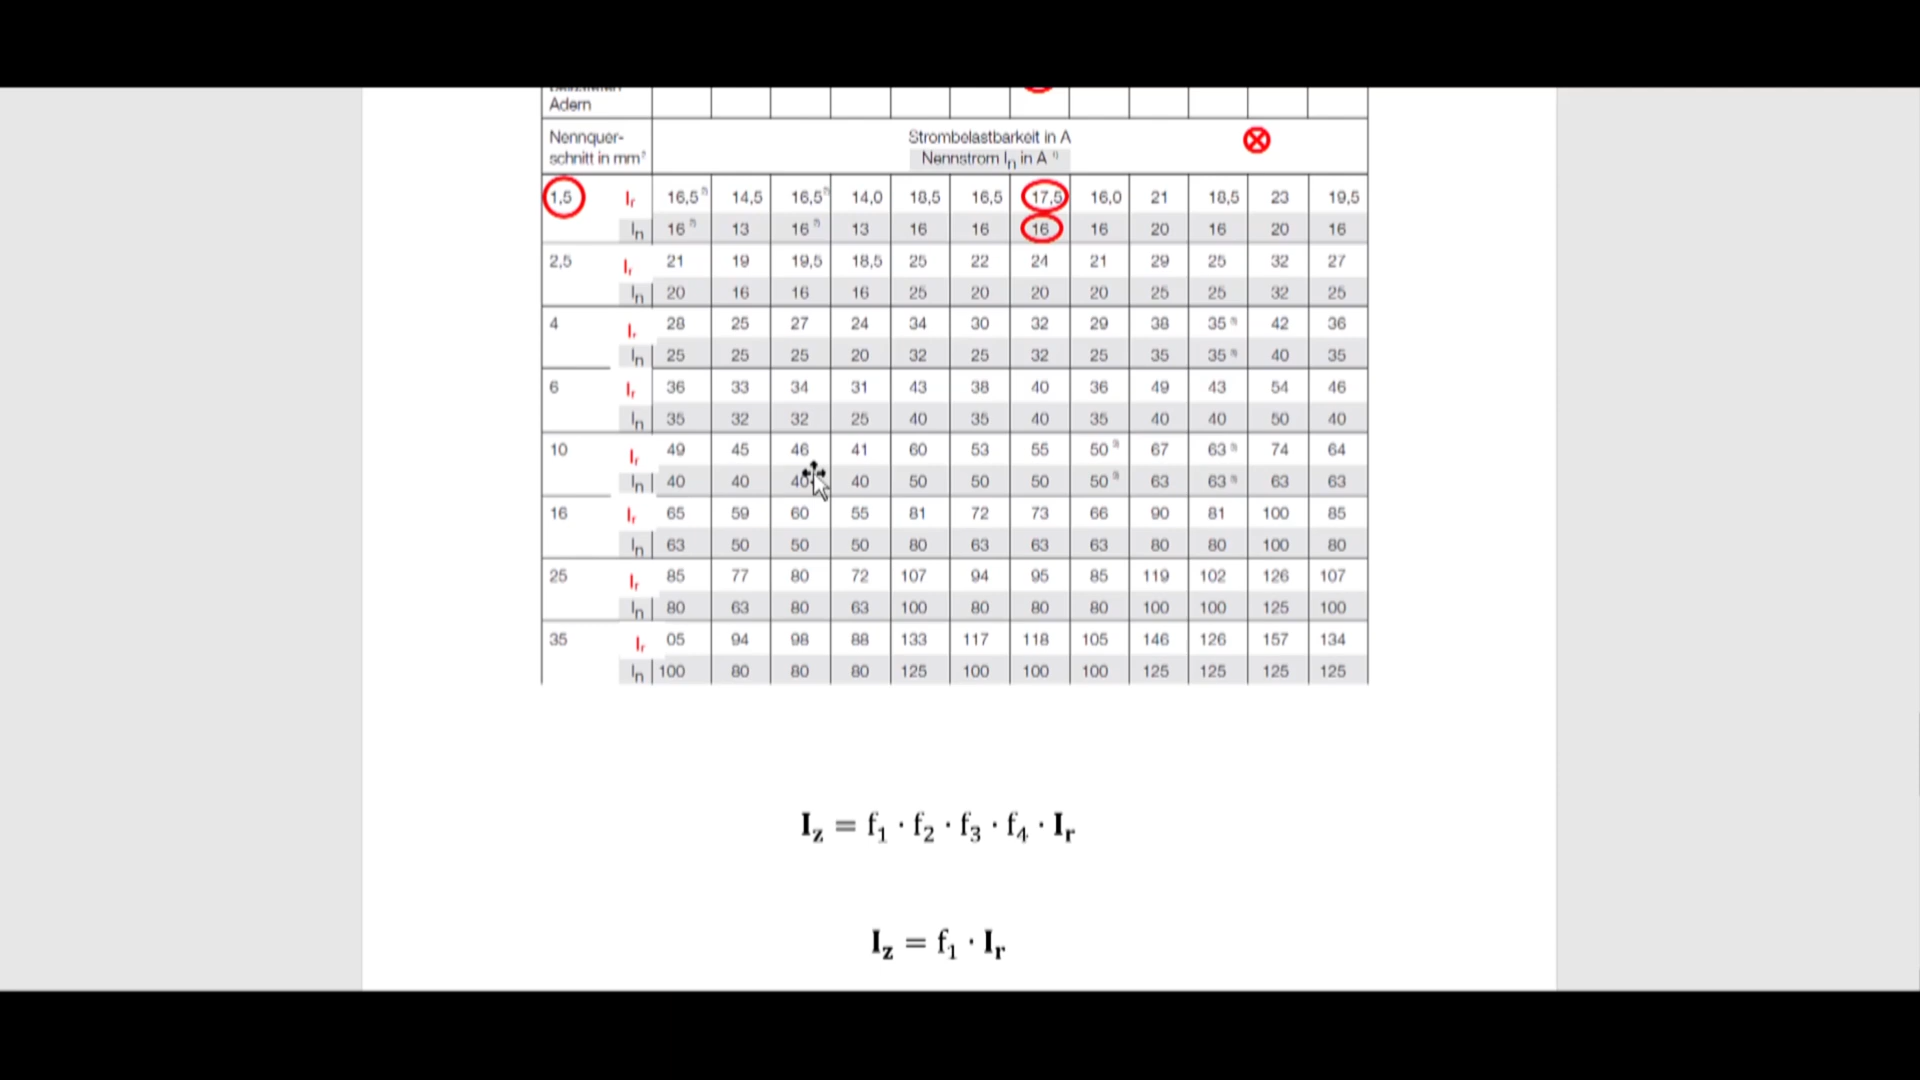 Adern
Nennquer-
schnitt in mm²
Strombelastbarkeit in A
Nennstrom In in A ¹⁾
1,5 Ir 16,5 14,5 16,5 14,0 18,5 16,5 17,5 16,0 21 18,5 23 19,5
In 16 13 16 13 16 16 16 16 20 16 20 16
2,5 Ir 21 19 19,5 18,5 25 22 24 21 29 25 32 27
In 20 16 16 16 25 20 20 20 25 25 32 25
4 Ir 28 25 27 24 34 30 32 29 38 35 42 36
In 25 25 25 20 32 25 32 25 35 35 40 35
6 Ir 36 33 34 31 43 38 40 36 49 43 54 46
In 35 32 32 25 40 35 40 35 40 40 50 40
10 Ir 49 45 46 41 60 53 55 50 67 63 74 64
In 40 40 40 40 50 50 50 50 63 63 63 63
16 Ir 65 59 60 55 81 72 73 66 90 81 100 85
In 63 50 50 50 80 63 63 63 80 80 100 80
25 Ir 85 77 80 72 107 94 95 85 119 102 126 107
In 80 63 80 63 100 80 80 80 100 100 125 100
35 Ir 05 94 98 88 133 117 118 105 146 126 157 134
In 100 80 80 80 125 100 100 100 125 125 125 125
Iz = f1 · f2 · f3 · f4 · Ir
Iz = f1 · Ir